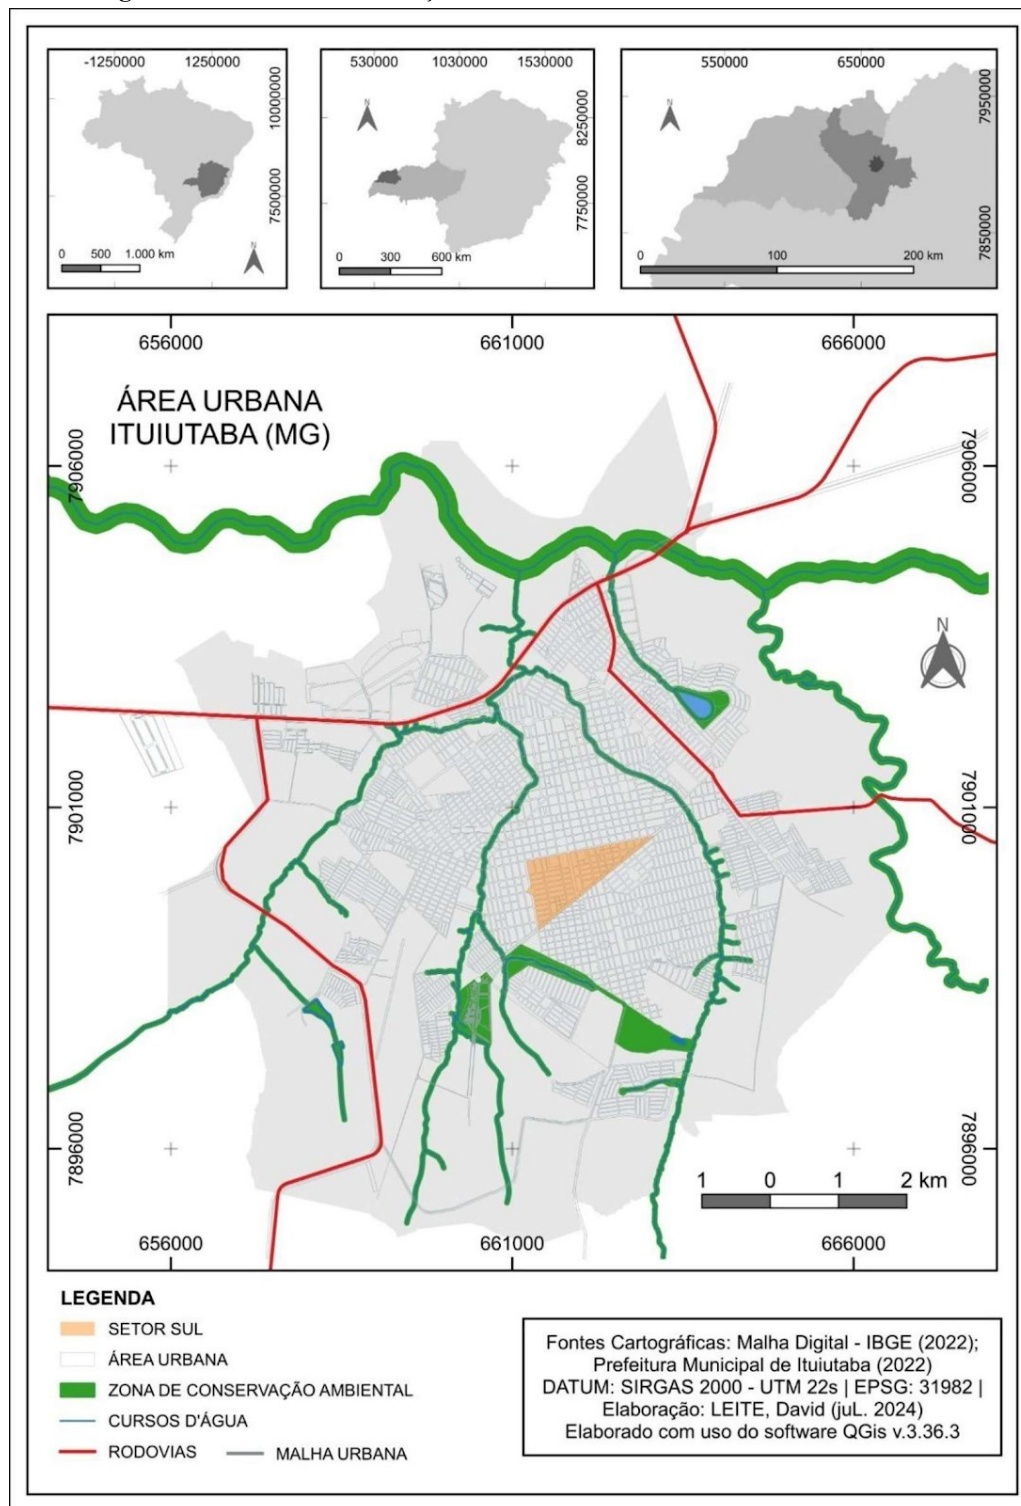 -1250000 1250000
10000000
7500000
0 500 1.000 km
N
530000 1030000 1530000
N
8250000
7750000
0 300 600 km
550000 650000
N
7950000
7850000
0 100 200 km
656000 661000 666000
ÁREA URBANA
ITUIUTABA (MG)
7906000 7906000
N
7901000 7901000
7896000 7896000
1 0 1 2 km
656000 661000 666000
LEGENDA
SETOR SUL
ÁREA URBANA
ZONA DE CONSERVAÇÃO AMBIENTAL
CURSOS D'ÁGUA
RODOVIAS MALHA URBANA
Fontes Cartográficas: Malha Digital - IBGE (2022);
Prefeitura Municipal de Ituiutaba (2022)
DATUM: SIRGAS 2000 - UTM 22s | EPSG: 31982 |
Elaboração: LEITE, David (juL. 2024)
Elaborado com uso do software QGis v.3.36.3